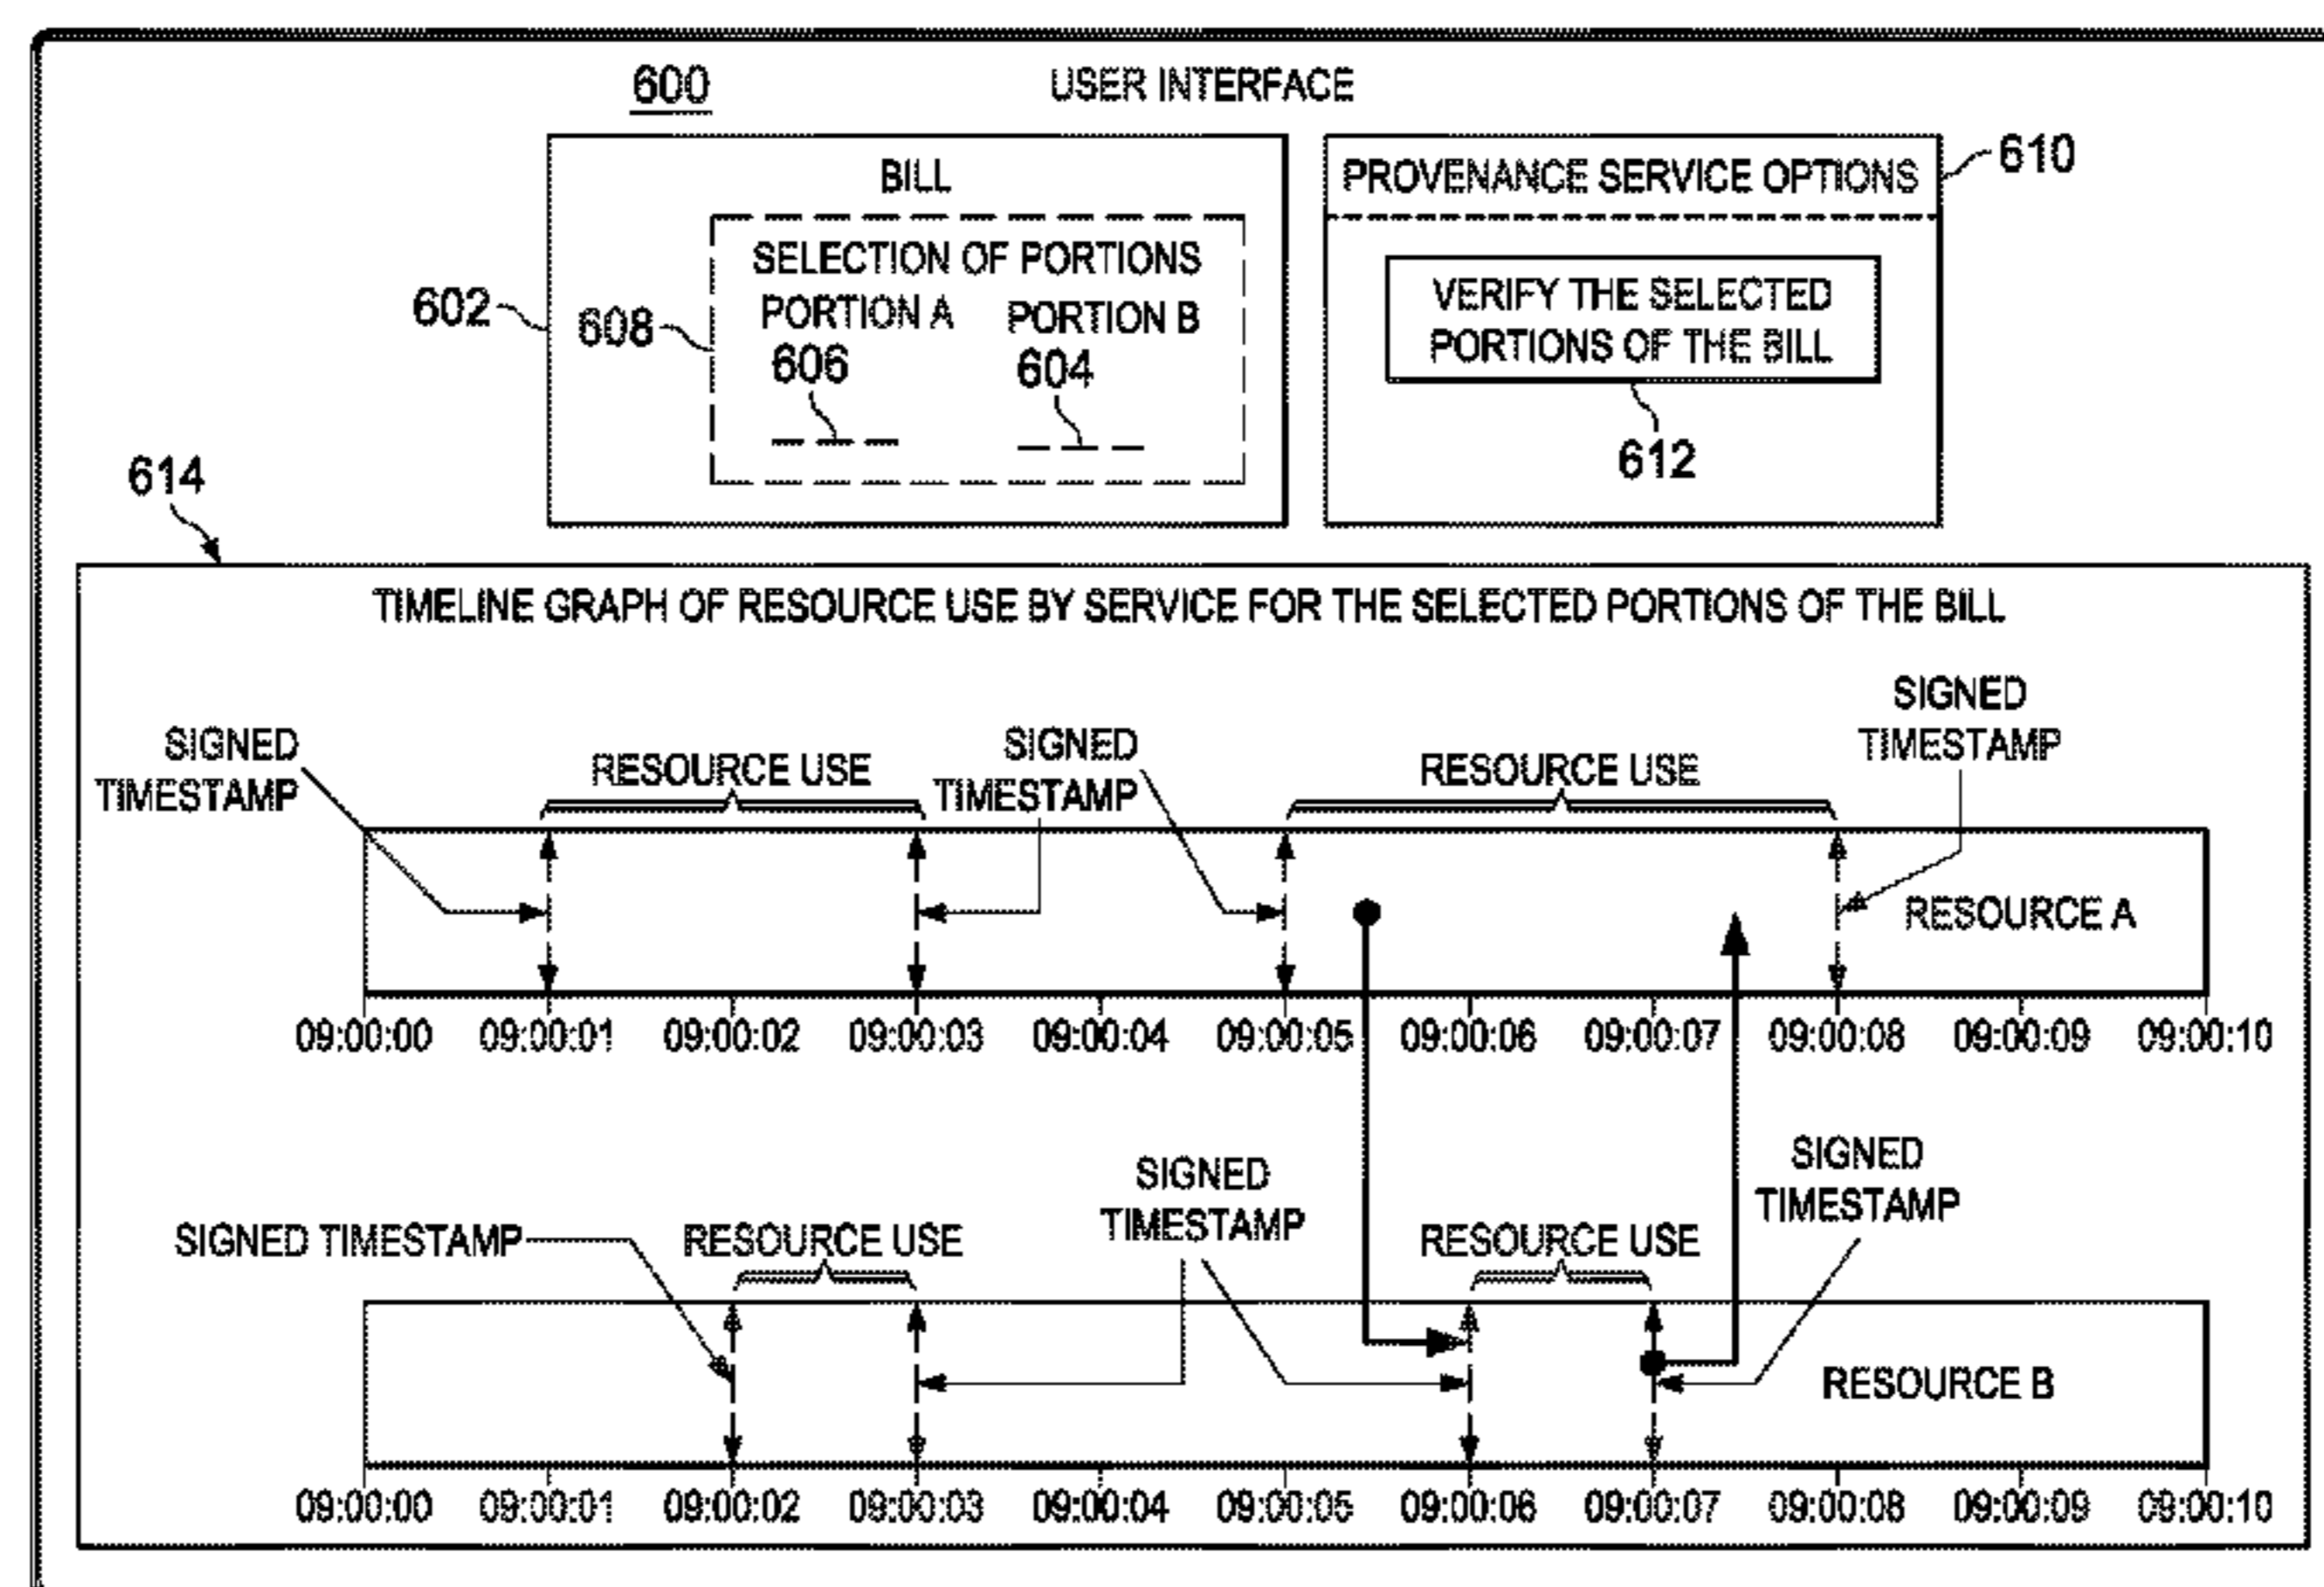 600
USER INTERFACE
BILL
SELECTION OF PORTIONS
PORTION A
606
PORTION B
604
602
608
PROVENANCE SERVICE OPTIONS
610
VERIFY THE SELECTED
PORTIONS OF THE BILL
612
614
TIMELINE GRAPH OF RESOURCE USE BY SERVICE FOR THE SELECTED PORTIONS OF THE BILL
SIGNED
TIMESTAMP
RESOURCE USE
SIGNED
TIMESTAMP
RESOURCE USE
SIGNED
TIMESTAMP
RESOURCE A
09:00:00 09:00:01 09:00:02 09:00:03 09:00:04 09:00:05 09:00:06 09:00:07 09:00:08 09:00:09 09:00:10
SIGNED TIMESTAMP
RESOURCE USE
SIGNED
TIMESTAMP
RESOURCE USE
SIGNED
TIMESTAMP
RESOURCE B
09:00:00 09:00:01 09:00:02 09:00:03 09:00:04 09:00:05 09:00:06 09:00:07 09:00:08 09:00:09 09:00:10